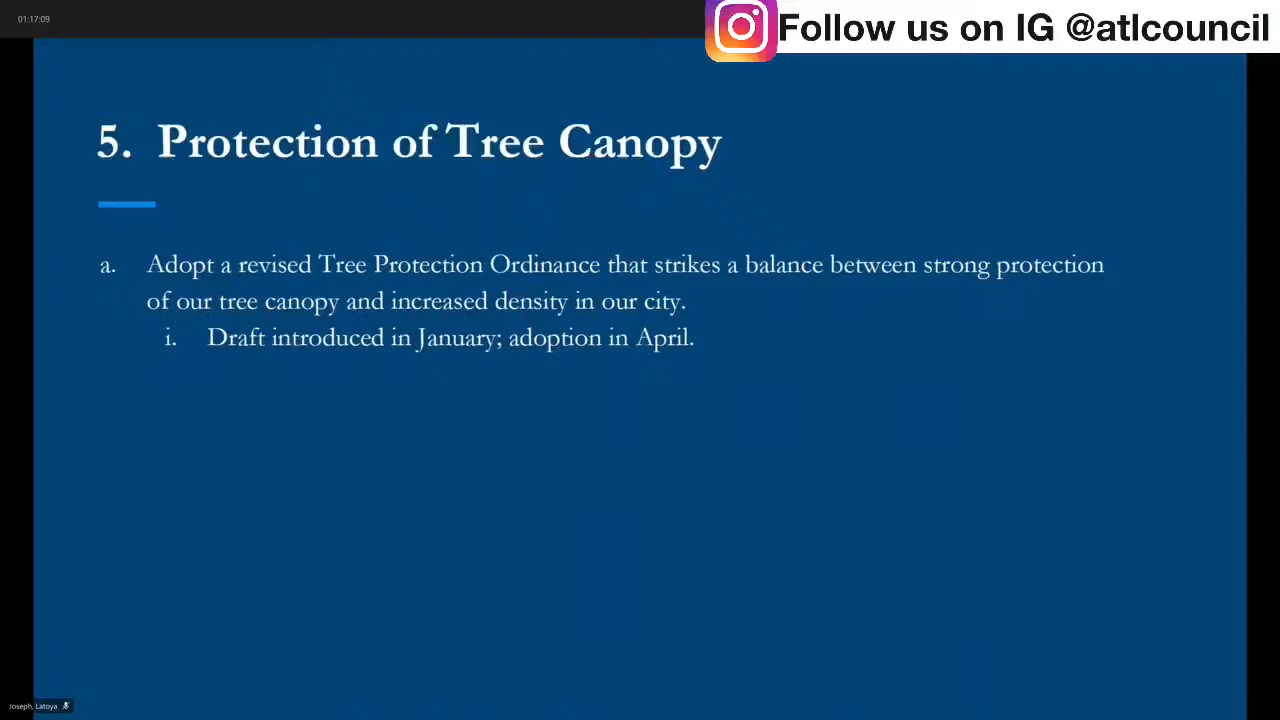 01:17:09
Follow us on IG @atlcouncil
5. Protection of Tree Canopy
a. Adopt a revised Tree Protection Ordinance that strikes a balance between strong protection
of our tree canopy and increased density in our city.
i. Draft introduced in January; adoption in April.
Joseph, Latoya